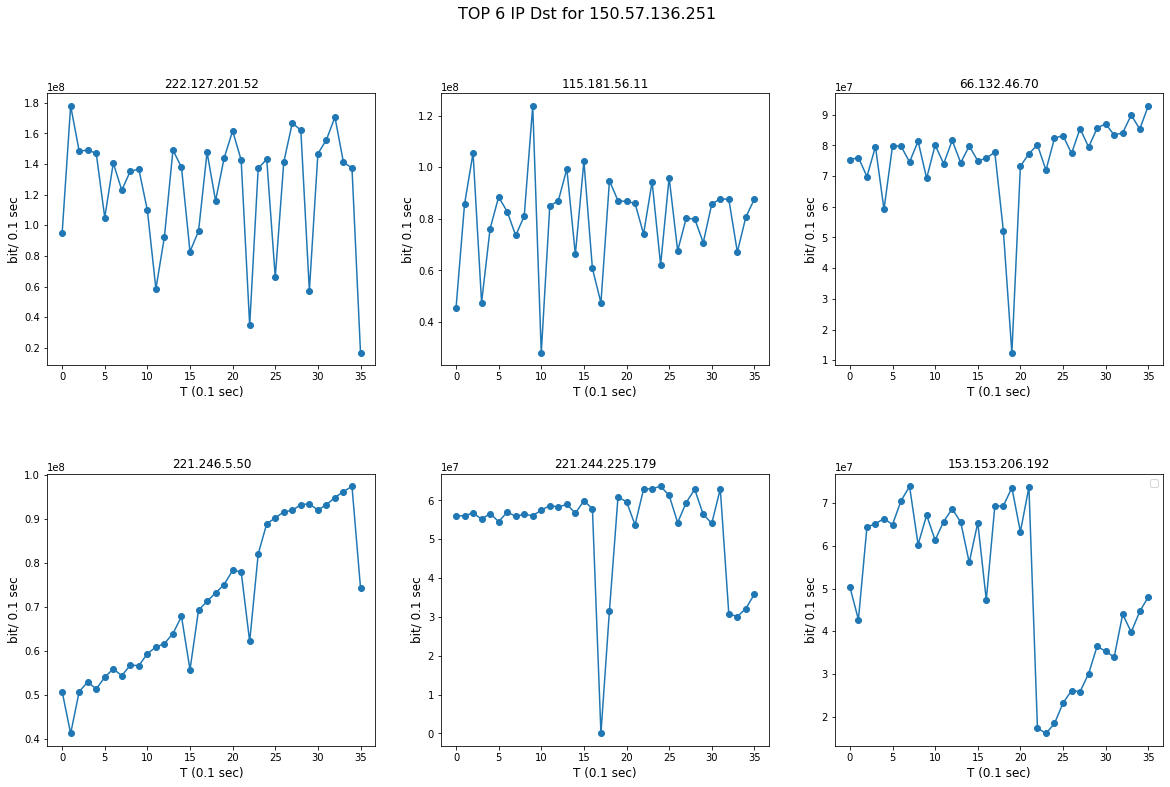 TOP 6 IP Dst for 150.57.136.251
222.127.201.52
1e8
1.8
1.6
1.4
1.2
1.0
0.8
0.6
0.4
0.2
bit/ 0.1 sec
0 5 10 15 20 25 30 35
T (0.1 sec)
115.181.56.11
1e8
1.2
1.0
0.8
0.6
0.4
bit/ 0.1 sec
0 5 10 15 20 25 30 35
T (0.1 sec)
66.132.46.70
1e7
9
8
7
6
5
4
3
2
1
bit/ 0.1 sec
0 5 10 15 20 25 30 35
T (0.1 sec)
221.246.5.50
1e8
1.0
0.9
0.8
0.7
0.6
0.5
0.4
bit/ 0.1 sec
0 5 10 15 20 25 30 35
T (0.1 sec)
221.244.225.179
1e7
6
5
4
3
2
1
0
bit/ 0.1 sec
0 5 10 15 20 25 30 35
T (0.1 sec)
153.153.206.192
1e7
7
6
5
4
3
2
bit/ 0.1 sec
0 5 10 15 20 25 30 35
T (0.1 sec)